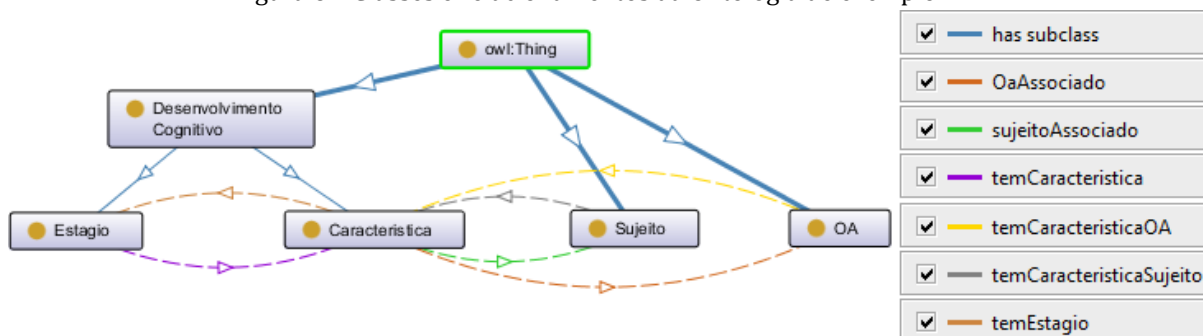 owl:Thing
Desenvolvimento
Cognitivo
Estagio
Caracteristica
Sujeito
OA
has subclass
OaAssociado
sujeitoAssociado
temCaracteristica
temCaracteristicaOA
temCaracteristicaSujeito
temEstagio